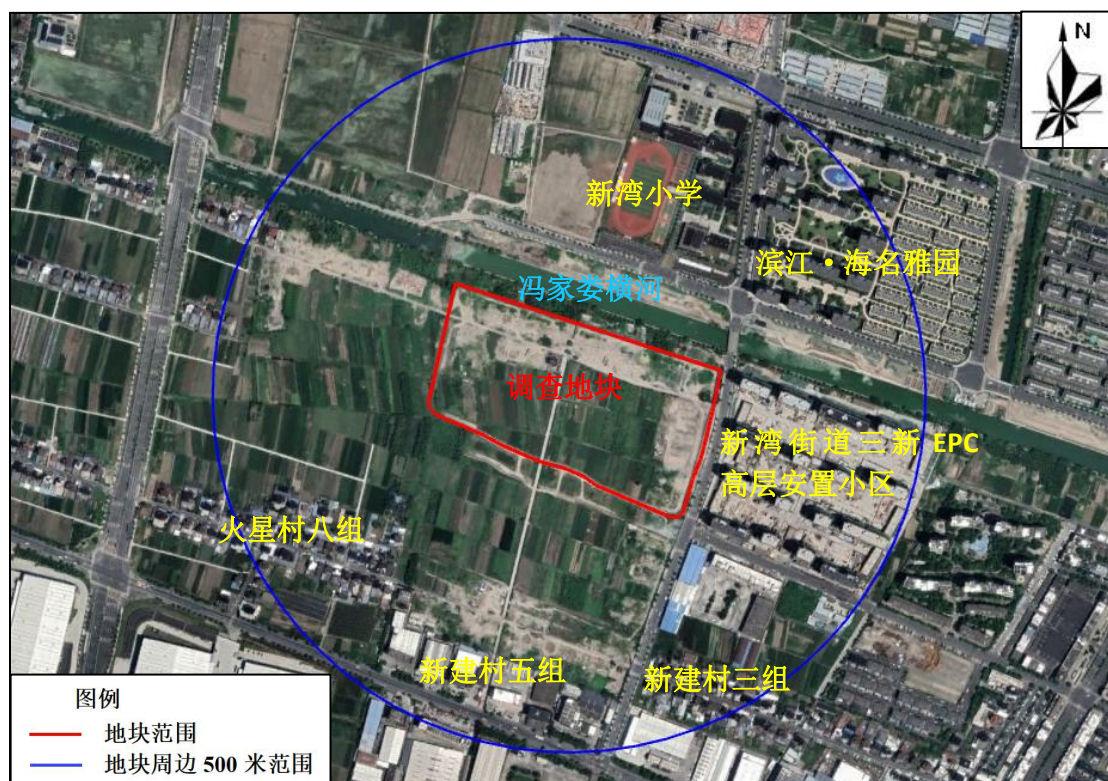 N
新湾小学
滨江·海名雅园
冯家娄横河
调查地块
新湾街道三新 EPC
高层安置小区
火星村八组
新建村五组
新建村三组
图例
地块范围
地块周边 500 米范围